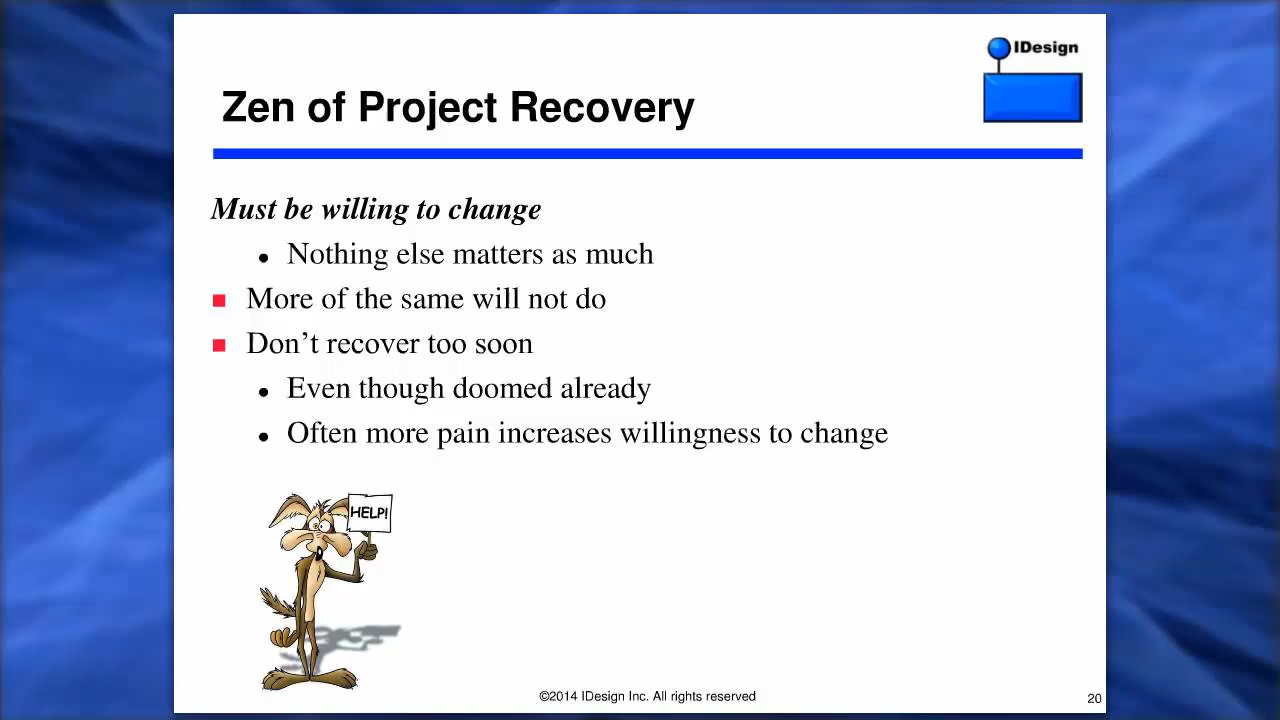 IDesign
Zen of Project Recovery
Must be willing to change
Nothing else matters as much
More of the same will not do
Don't recover too soon
Even though doomed already
Often more pain increases willingness to change
HELP!
©2014 IDesign Inc. All rights reserved
20